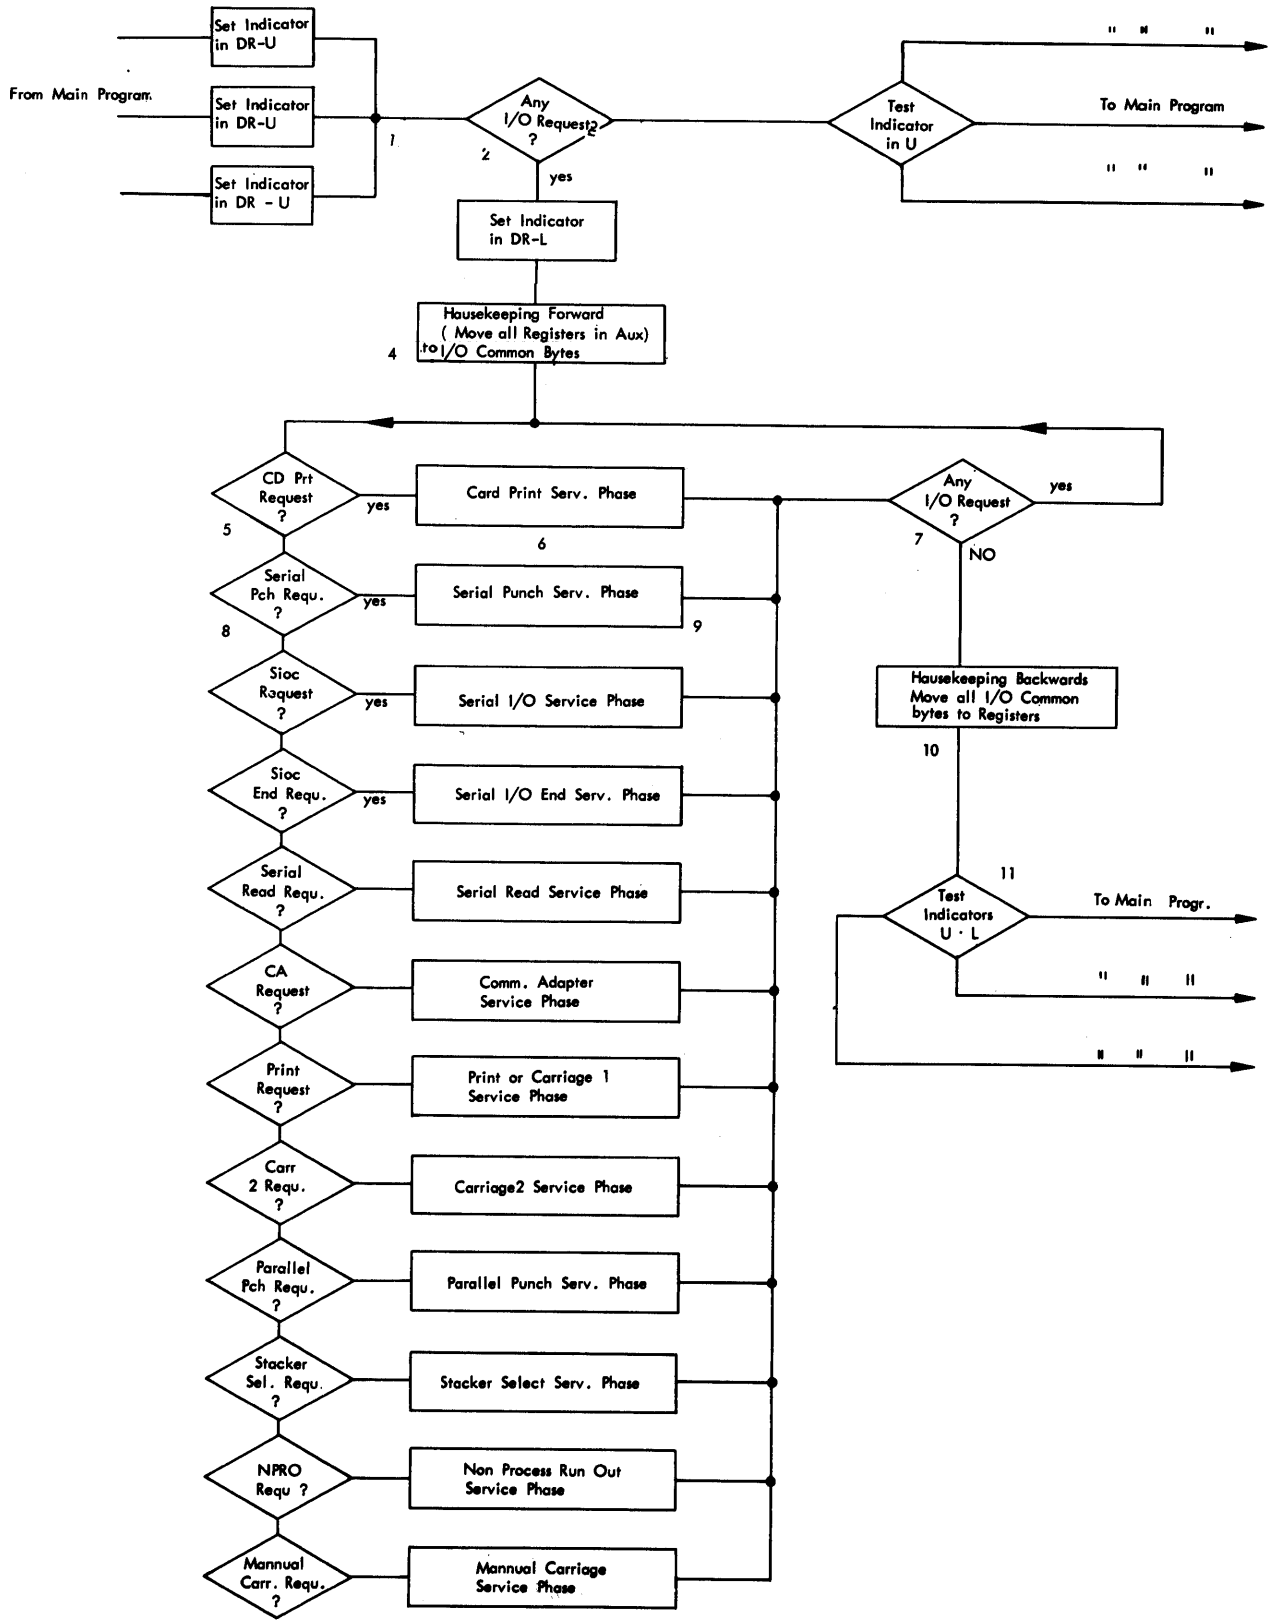 Set Indicator
in DR-U
" " "
From Main Program.
Set Indicator
in DR-U
1
Any
I/O Request
?
2
Test
Indicator
in U
To Main Program
Set Indicator
in DR - U
yes
" " "
Set Indicator
in DR-L
Hausekeeping Forward
( Move all Registers in Aux)
to I/O Common Bytes
4
CD Prt
Request
?
yes
5
Card Print Serv. Phase
6
Any
I/O Request
?
yes
7
NO
Serial
Pch Requ.
?
yes
8
Serial Punch Serv. Phase
9
Sioc
Request
?
yes
Serial I/O Service Phase
Hausekeeping Backwards
Move all I/O Common
bytes to Registers
10
Sioc
End Requ.
?
yes
Serial I/O End Serv. Phase
Serial
Read Requ.
?
Serial Read Service Phase
11
Test
Indicators
U · L
To Main Progr.
CA
Request
?
Comm. Adapter
Service Phase
" " "
Print
Request
?
Print or Carriage 1
Service Phase
" " "
Carr
2 Requ.
?
Carriage2 Service Phase
Parallel
Pch Requ.
?
Parallel Punch Serv. Phase
Stacker
Sel. Requ.
?
Stacker Select Serv. Phase
NPRO
Requ ?
Non Process Run Out
Service Phase
Mannual
Carr. Requ.
?
Mannual Carriage
Service Phase